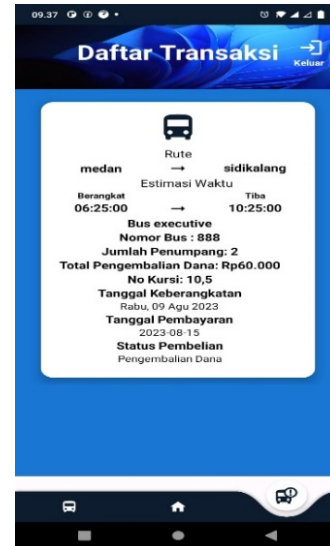 09.37
Daftar Transaksi
Keluar
Rute
medan → sidikalang
Estimasi Waktu
Berangkat Tiba
06:25:00 → 10:25:00
Bus executive
Nomor Bus : 888
Jumlah Penumpang: 2
Total Pengembalian Dana: Rp60.000
No Kursi: 10,5
Tanggal Keberangkatan
Rabu, 09 Agu 2023
Tanggal Pembayaran
2023-08-15
Status Pembelian
Pengembalian Dana